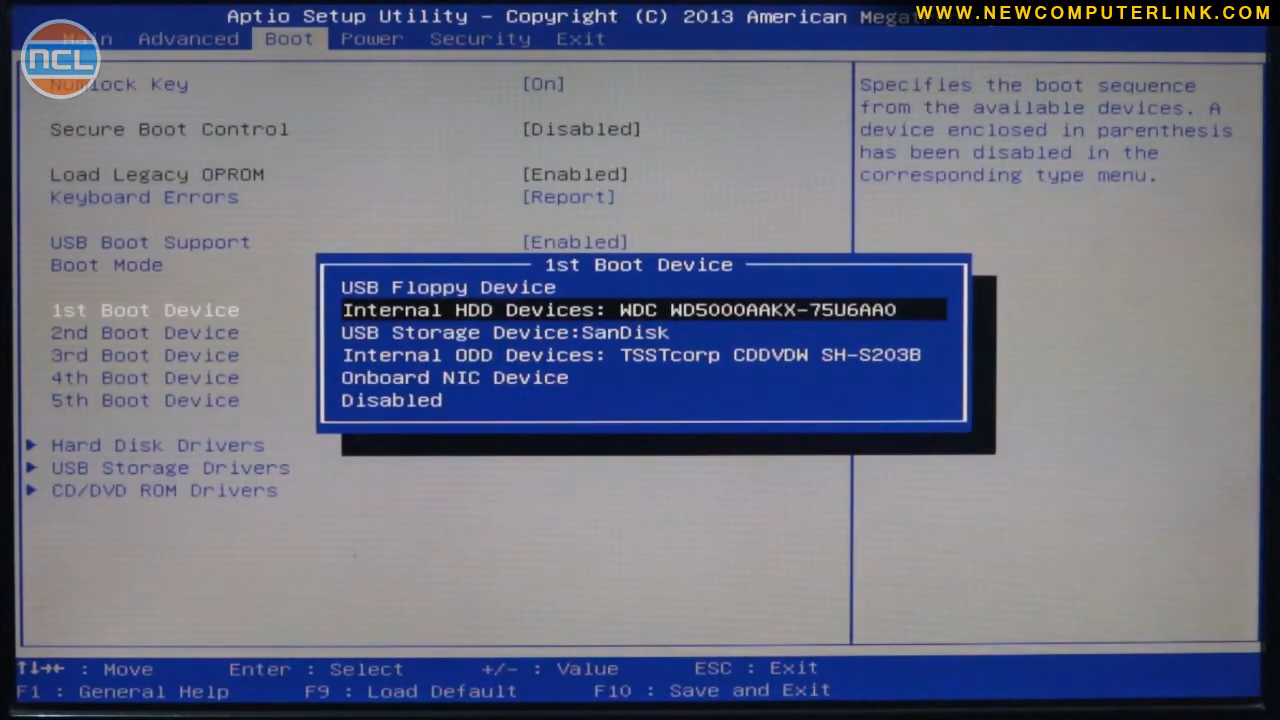 WWW.NEWCOMPUTERLINK.COM
Aptio Setup Utility - Copyright (C) 2013 American
Main Advanced Boot Power Security Exit
NCL
Numlock Key [On]
Secure Boot Control [Disabled]
Load Legacy OPROM [Enabled]
Keyboard Errors [Report]
USB Boot Support [Enabled]
Boot Mode
1st Boot Device
2nd Boot Device
3rd Boot Device
4th Boot Device
5th Boot Device
Hard Disk Drivers
USB Storage Drivers
CD/DVD ROM Drivers
1st Boot Device
USB Floppy Device
Internal HDD Devices: WDC WD5000AAKX-75U6AA0
USB Storage Device:SanDisk
Internal ODD Devices: TSSTcorp CDDVDW SH-S203B
Onboard NIC Device
Disabled
Specifies the boot sequence
from the available devices. A
device enclosed in parenthesis
has been disabled in the
corresponding type menu.
↑↓→← : Move Enter : Select +/- : Value ESC : Exit
F1 : General Help F9 : Load Default F10 : Save and Exit